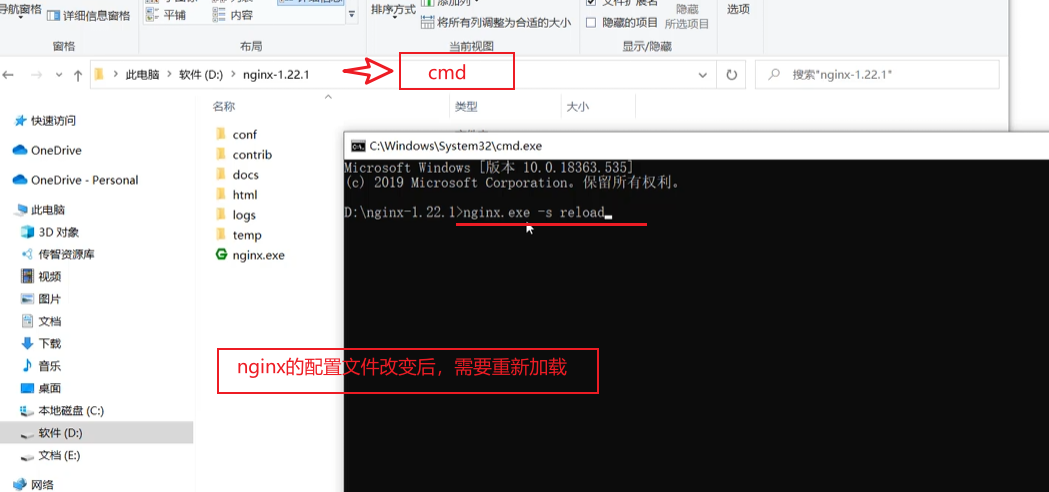 导航窗格
详细信息窗格
平铺
内容
详细信息
排序方式
添加列
将所有列调整为合适的大小
文件扩展名
隐藏的项目
隐藏
所选项目
选项
窗格
布局
当前视图
显示/隐藏
此电脑 > 软件 (D:) > nginx-1.22.1
cmd
搜索"nginx-1.22.1"
名称
类型
大小
快速访问
OneDrive
OneDrive - Personal
此电脑
3D 对象
传智资源库
视频
图片
文档
下载
音乐
桌面
本地磁盘 (C:)
软件 (D:)
文档 (E:)
网络
conf
contrib
docs
html
logs
temp
nginx.exe
C:\Windows\System32\cmd.exe
Microsoft Windows [版本 10.0.18363.535]
(c) 2019 Microsoft Corporation。保留所有权利。
D:\nginx-1.22.1>nginx.exe -s reload
nginx的配置文件改变后，需要重新加载